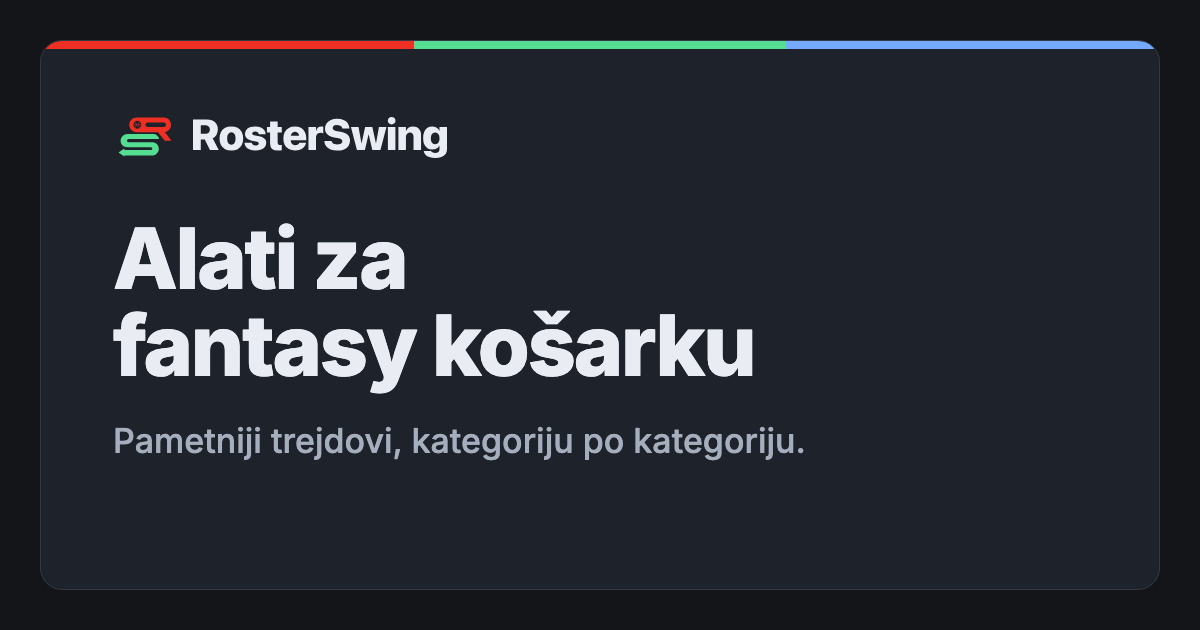 RosterSwing
Alati za
fantasy košarku
Pametniji trejdovi, kategoriju po kategoriju.